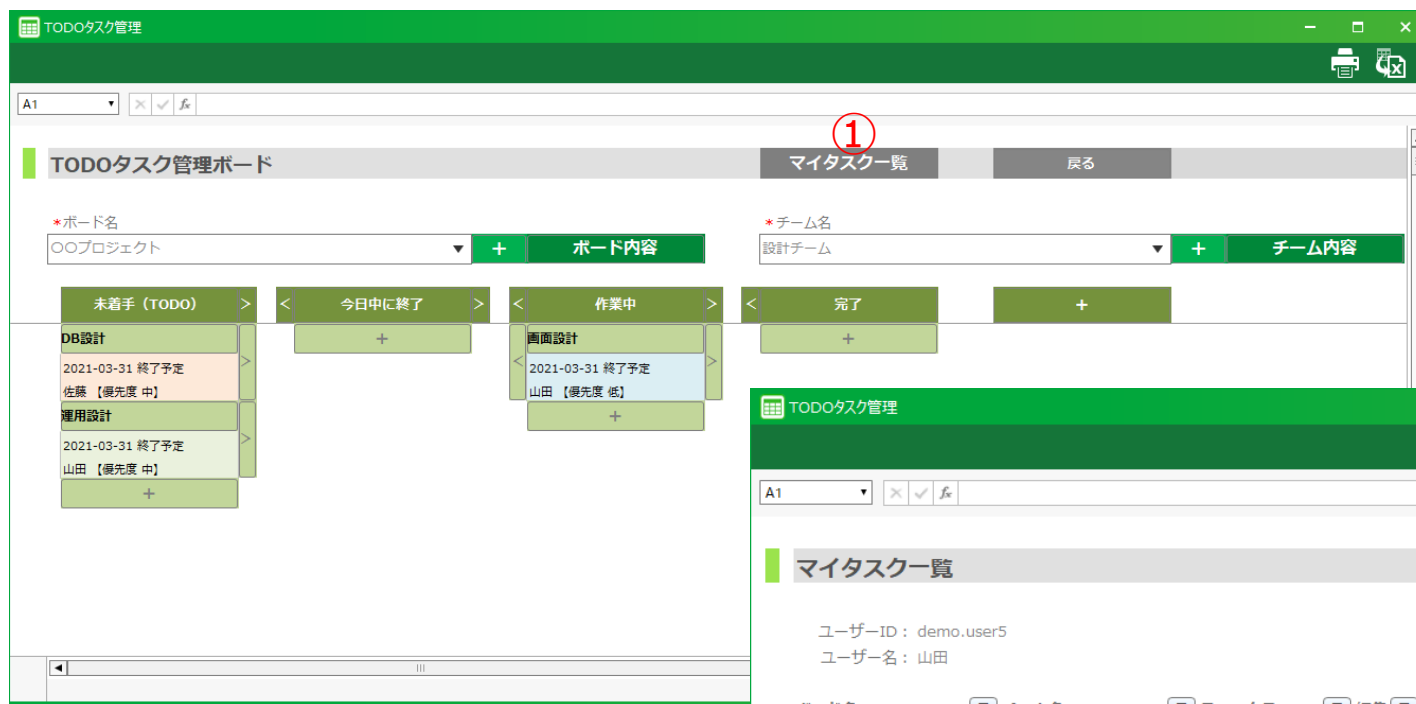 TODOタスク管理
A1
fx
①
TODOタスク管理ボード
マイタスク一覧
戻る
*ボード名
*チーム名
〇〇プロジェクト
+
ボード内容
設計チーム
+
チーム内容
未着手（TODO） >
< 今日中に終了 >
< 作業中 >
< 完了
+
DB設計
2021-03-31 終了予定
佐藤 【優先度 中】
>
運用設計
2021-03-31 終了予定
山田 【優先度 中】
>
+
+
画面設計
<
2021-03-31 終了予定
山田 【優先度 低】
>
+
+
TODOタスク管理
A1
fx
マイタスク一覧
ユーザーID： demo.user5
ユーザー名： 山田